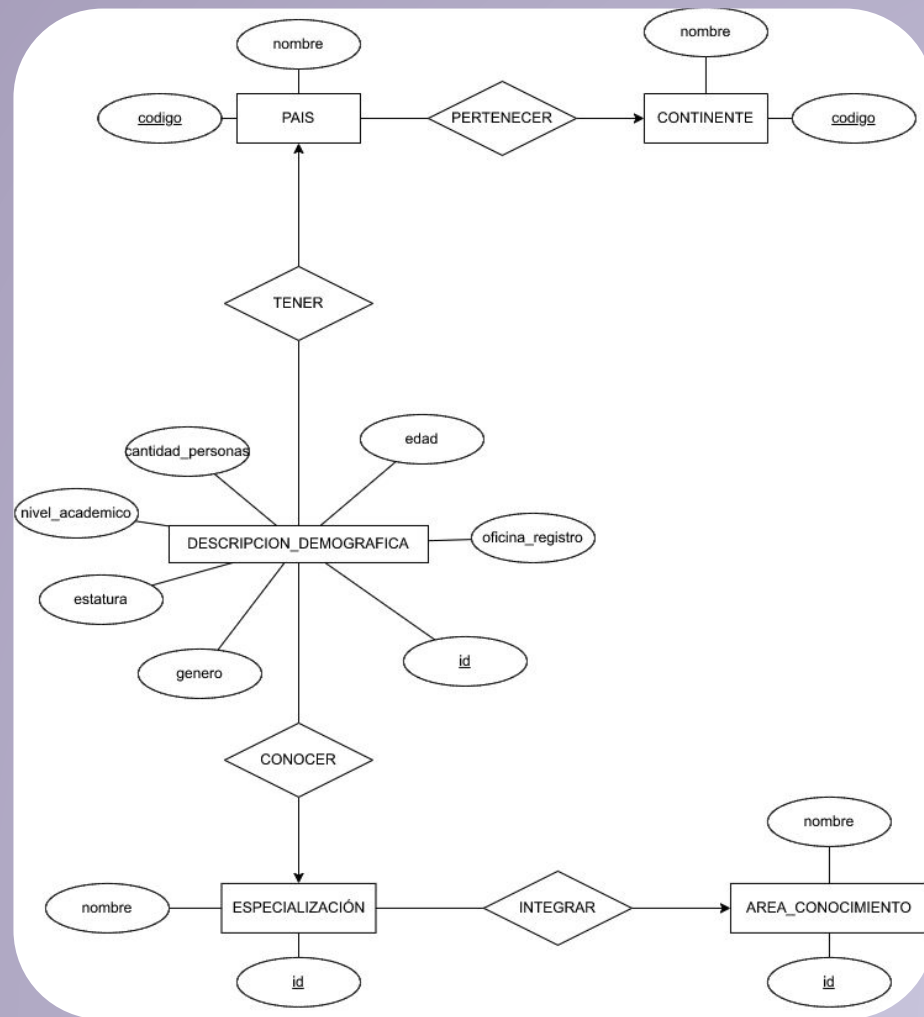 nombre
nombre
codigo
PAIS
PERTENECER
CONTINENTE
codigo
TENER
cantidad_personas
edad
nivel_academico
DESCRIPCION_DEMOGRAFICA
oficina_registro
estatura
genero
id
CONOCER
nombre
nombre
ESPECIALIZACIÓN
INTEGRAR
AREA_CONOCIMIENTO
id
id